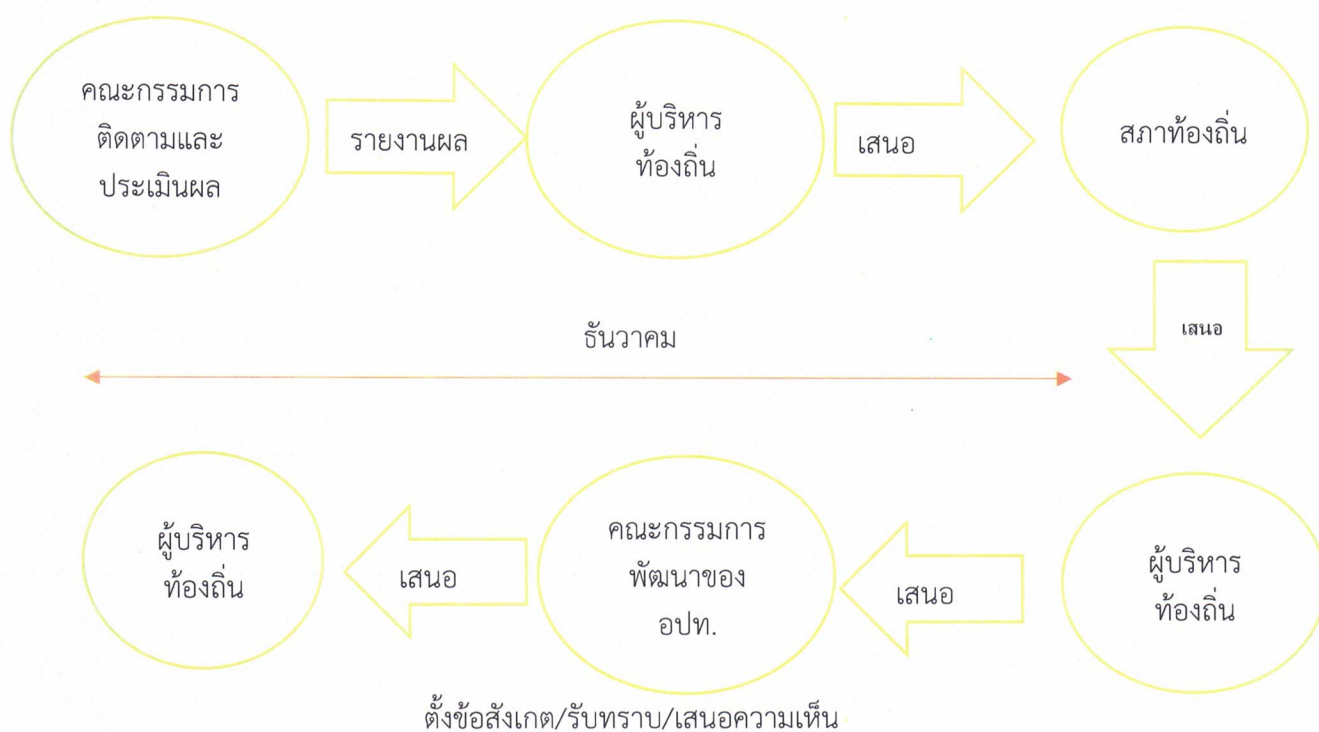 คณะกรรมการ
ติดตามและ
ประเมินผล
รายงานผล
ผู้บริหาร
ท้องถิ่น
เสนอ
สภาท้องถิ่น
เสนอ
ธันวาคม
ผู้บริหาร
ท้องถิ่น
เสนอ
คณะกรรมการ
พัฒนาของ
อปท.
เสนอ
ผู้บริหาร
ท้องถิ่น
ตั้งข้อสังเกต/รับทราบ/เสนอความเห็น